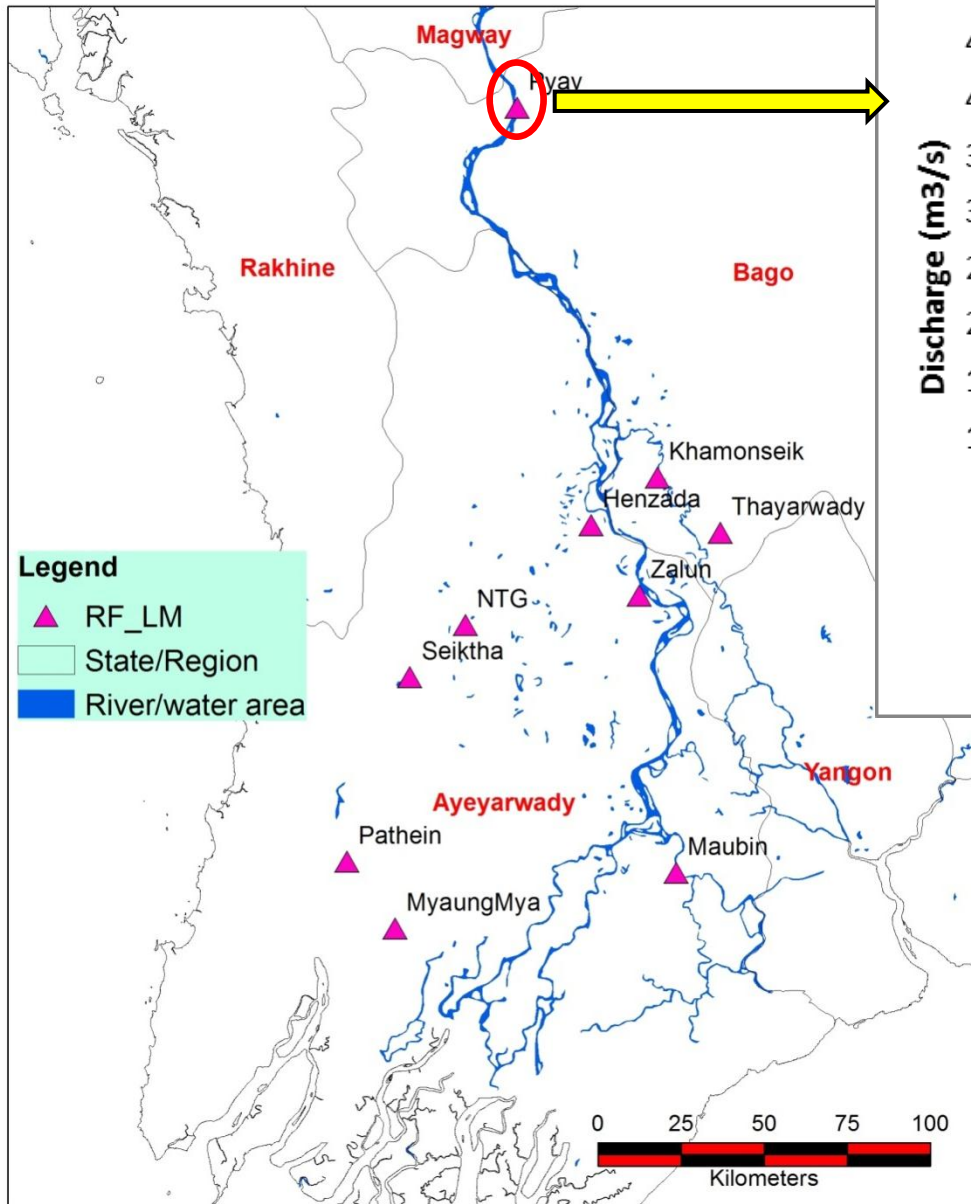 Magway
Pyay
Rakhine
Bago
Khamonseik
Henzada
Thayarwady
Zalun
NTG
Seiktha
Legend
RF_LM
State/Region
River/water area
Yangon
Ayeyarwady
Pathein
Maubin
MyaungMya
0 25 50 75 100
Kilometers
Discharge (m3/s)